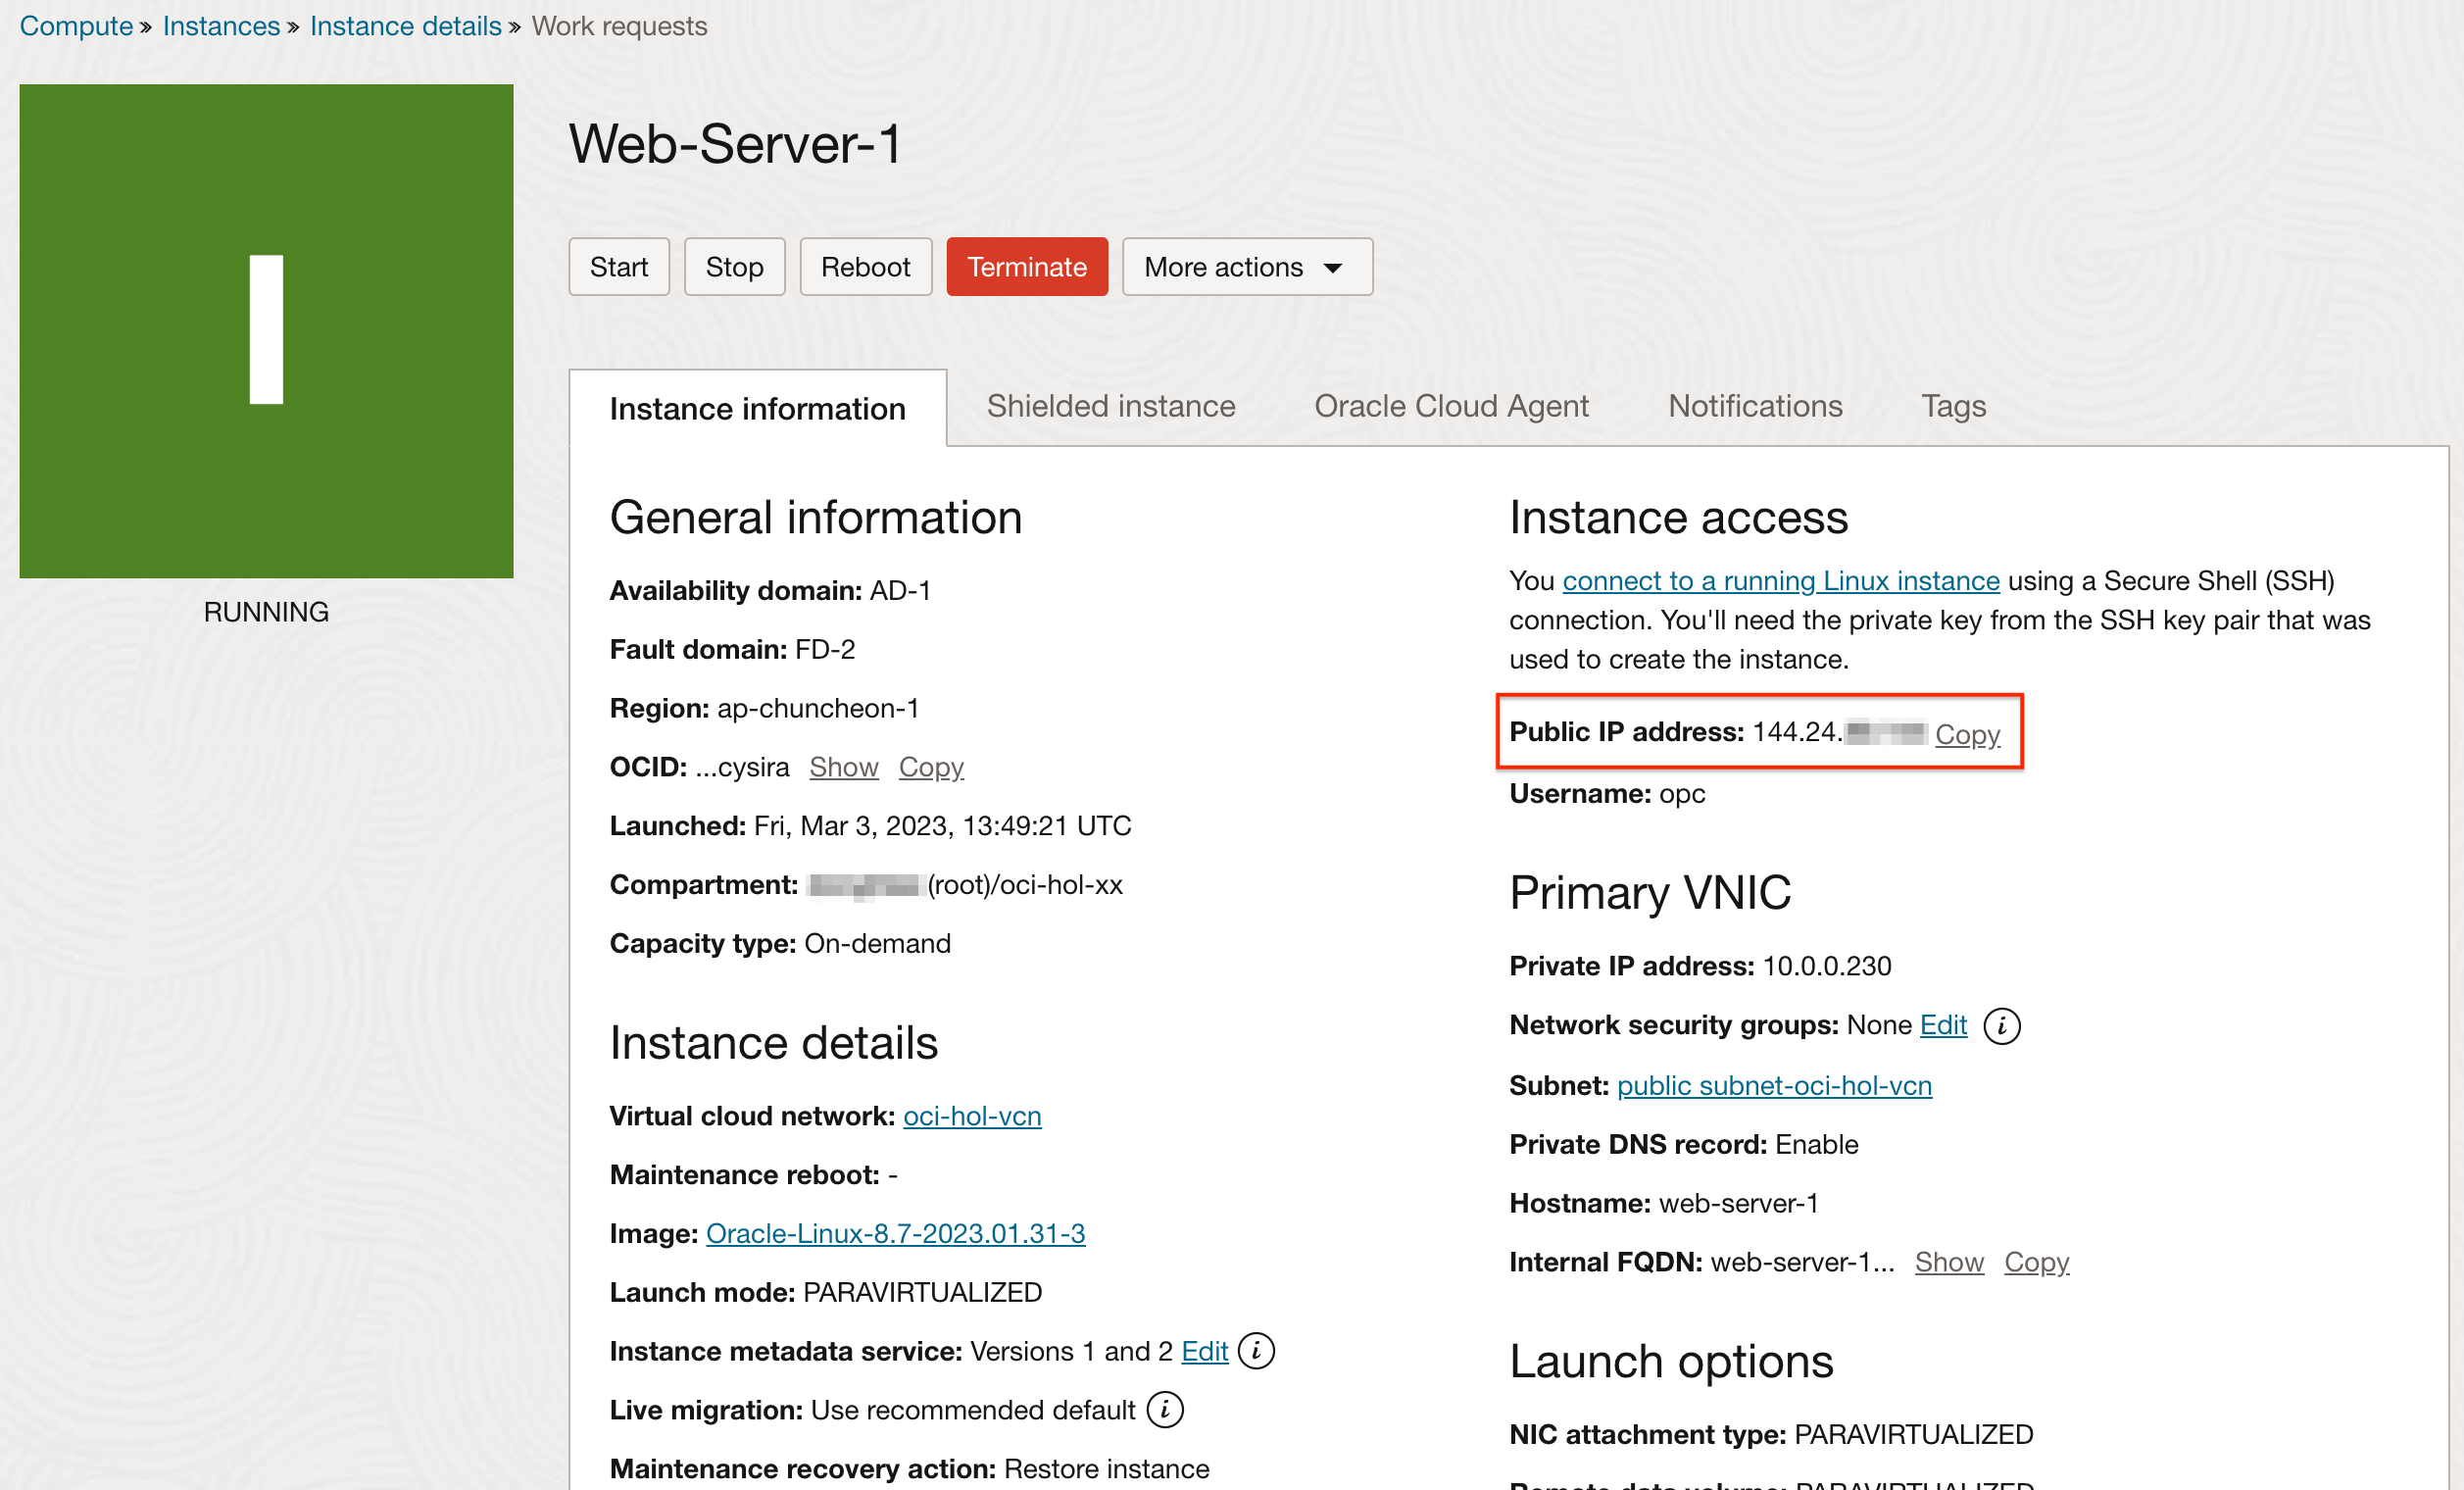 Compute » Instances » Instance details » Work requests
I
RUNNING
Web-Server-1
Start Stop Reboot Terminate More actions
Instance information Shielded instance Oracle Cloud Agent Notifications Tags
General information
Availability domain: AD-1
Fault domain: FD-2
Region: ap-chuncheon-1
OCID: ...cysira Show Copy
Launched: Fri, Mar 3, 2023, 13:49:21 UTC
Compartment: (root)/oci-hol-xx
Capacity type: On-demand
Instance details
Virtual cloud network: oci-hol-vcn
Maintenance reboot: -
Image: Oracle-Linux-8.7-2023.01.31-3
Launch mode: PARAVIRTUALIZED
Instance metadata service: Versions 1 and 2 Edit i
Live migration: Use recommended default i
Maintenance recovery action: Restore instance
Instance access
You connect to a running Linux instance using a Secure Shell (SSH)
connection. You'll need the private key from the SSH key pair that was
used to create the instance.
Public IP address: 144.24. Copy
Username: opc
Primary VNIC
Private IP address: 10.0.0.230
Network security groups: None Edit i
Subnet: public subnet-oci-hol-vcn
Private DNS record: Enable
Hostname: web-server-1
Internal FQDN: web-server-1... Show Copy
Launch options
NIC attachment type: PARAVIRTUALIZED
Remote data volume: PARAVIRTUALIZED